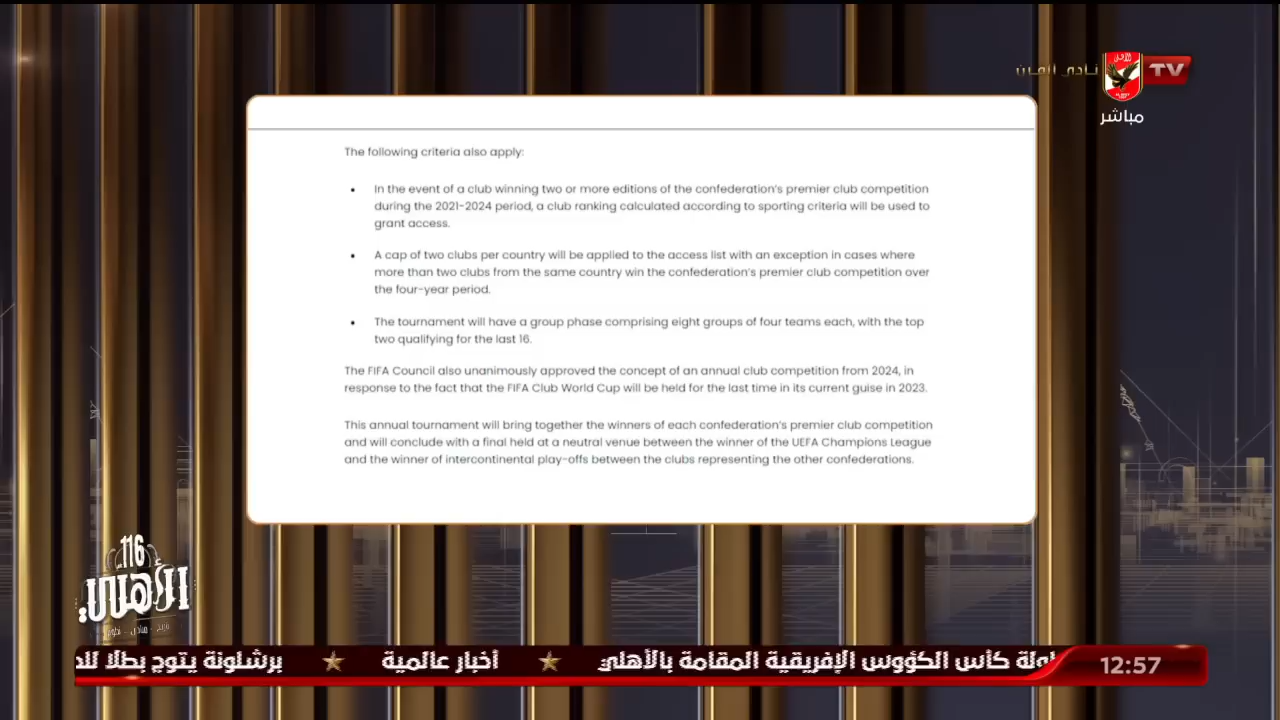 نادي القرن
TV
مباشر
The following criteria also apply:
• In the event of a club winning two or more editions of the confederation's premier club competition
during the 2021-2024 period, a club ranking calculated according to sporting criteria will be used to
grant access.
• A cap of two clubs per country will be applied to the access list with an exception in cases where
more than two clubs from the same country win the confederation's premier club competition over
the four-year period.
• The tournament will have a group phase comprising eight groups of four teams each, with the top
two qualifying for the last 16.
The FIFA Council also unanimously approved the concept of an annual club competition from 2024, in
response to the fact that the FIFA Club World Cup will be held for the last time in its current guise in 2023.
This annual tournament will bring together the winners of each confederation's premier club competition
and will conclude with a final held at a neutral venue between the winner of the UEFA Champions League
and the winner of intercontinental play-offs between the clubs representing the other confederations.
116
الأهلي
ولة كأس الكؤوس الإفريقية المقامة بالأهلي ★ أخبار عالمية ★ برشلونة يتوج بطلا للد
12:57